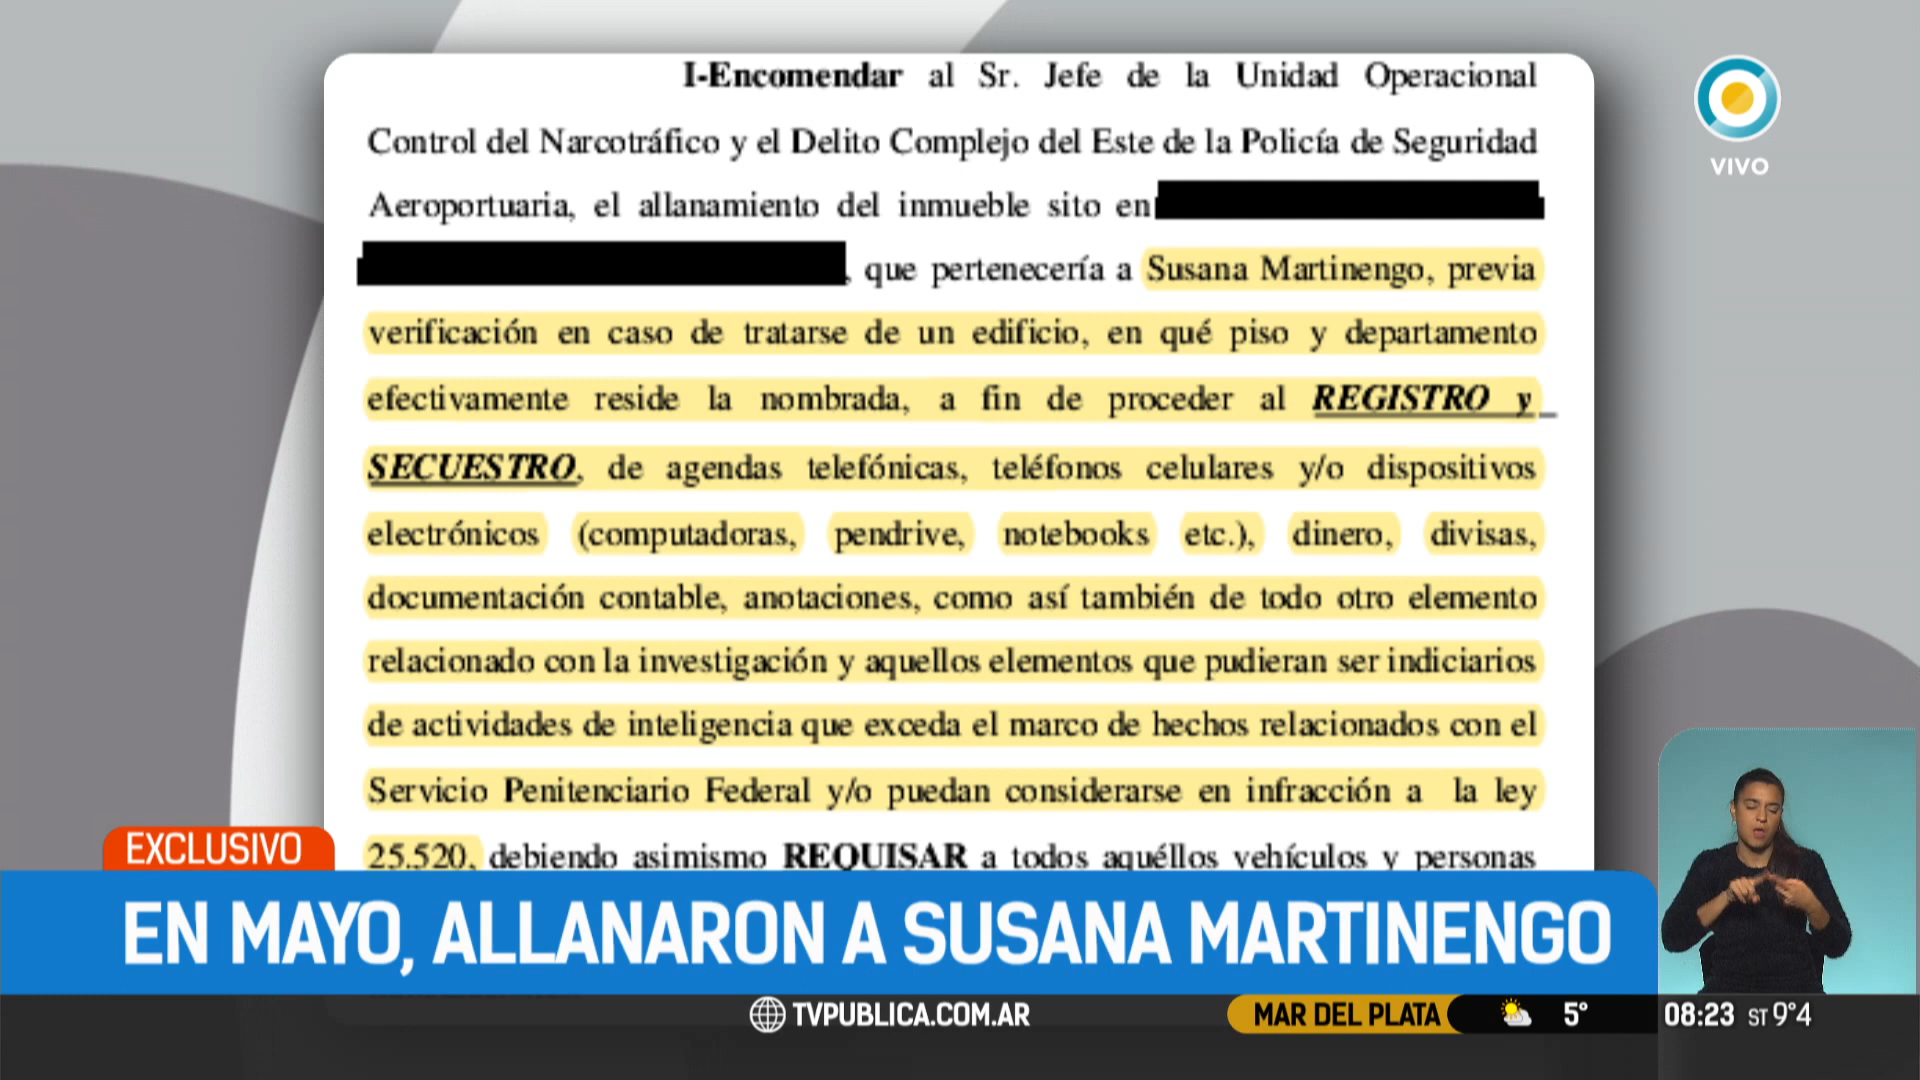 I-Encomendar al Sr. Jefe de la Unidad Operacional
Control del Narcotráfico y el Delito Complejo del Este de la Policía de Seguridad
Aeroportuaria, el allanamiento del inmueble sito en
, que pertenecería a Susana Martinengo, previa
verificación en caso de tratarse de un edificio, en qué piso y departamento
efectivamente reside la nombrada, a fin de proceder al REGISTRO y
SECUESTRO, de agendas telefónicas, teléfonos celulares y/o dispositivos
electrónicos (computadoras, pendrive, notebooks etc.), dinero, divisas,
documentación contable, anotaciones, como así también de todo otro elemento
relacionado con la investigación y aquellos elementos que pudieran ser indiciarios
de actividades de inteligencia que exceda el marco de hechos relacionados con el
Servicio Penitenciario Federal y/o puedan considerarse en infracción a la ley
25.520, debiendo asimismo REQUISAR a todos aquéllos vehículos y personas
VIVO
EXCLUSIVO
EN MAYO, ALLANARON A SUSANA MARTINENGO
TVPUBLICA.COM.AR
MAR DEL PLATA 5° 08:23 ST 9°4